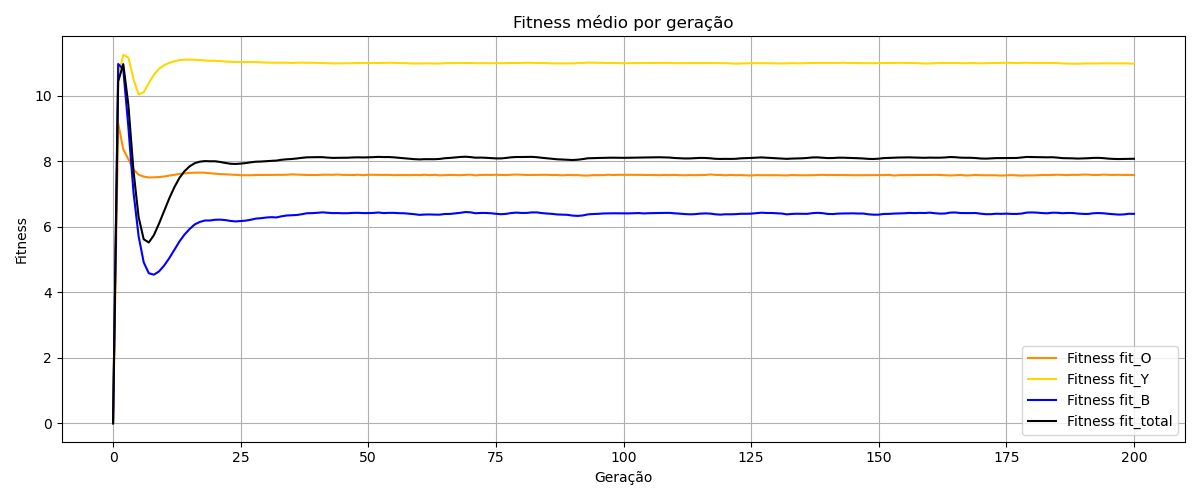 Fitness médio por geração
Fitness
10
8
6
4
2
0
0 25 50 75 100 125 150 175 200
Geração
Fitness fit_O
Fitness fit_Y
Fitness fit_B
Fitness fit_total